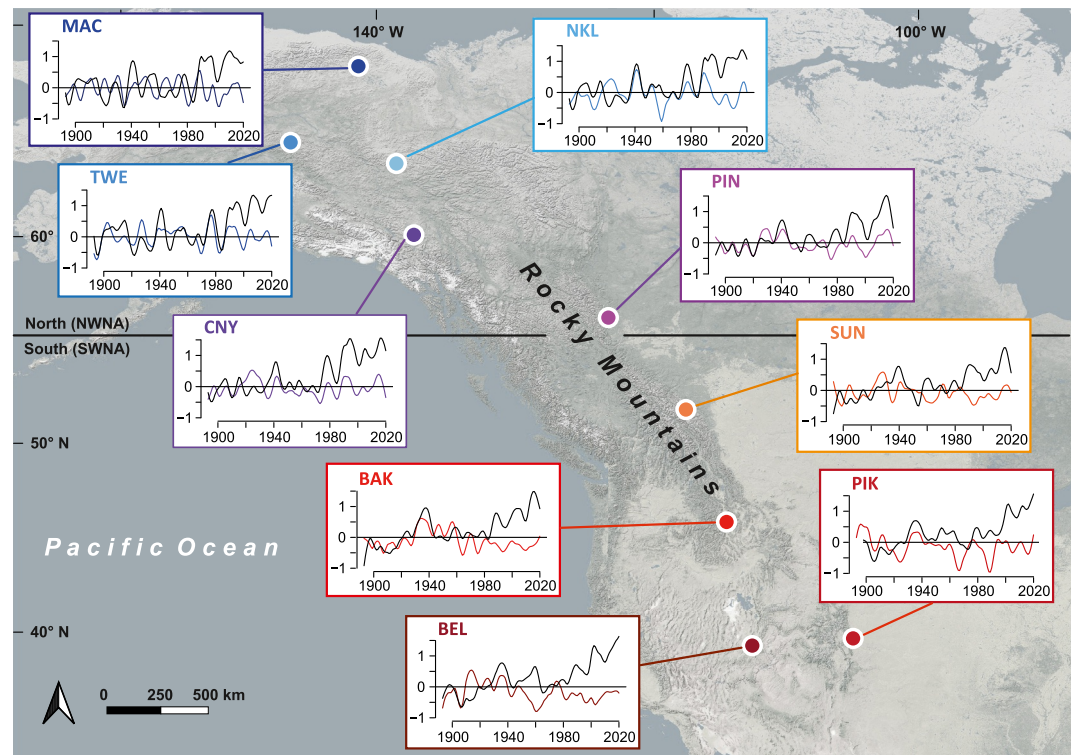 140° W
100° W
MAC
1
0
−1
1900 1940 1980 2020
NKL
1
0
−1
1900 1940 1980 2020
TWE
1
0
−1
1900 1940 1980 2020
PIN
1
0
−1
1900 1940 1980 2020
60°
CNY
1
0
−1
1900 1940 1980 2020
North (NWNA)
South (SWNA)
Rocky Mountains
SUN
1
0
−1
1900 1940 1980 2020
50° N
BAK
1
0
−1
1900 1940 1980 2020
PIK
1
0
−1
1900 1940 1980 2020
Pacific Ocean
40° N
BEL
1
0
−1
1900 1940 1980 2020
0 250 500 km